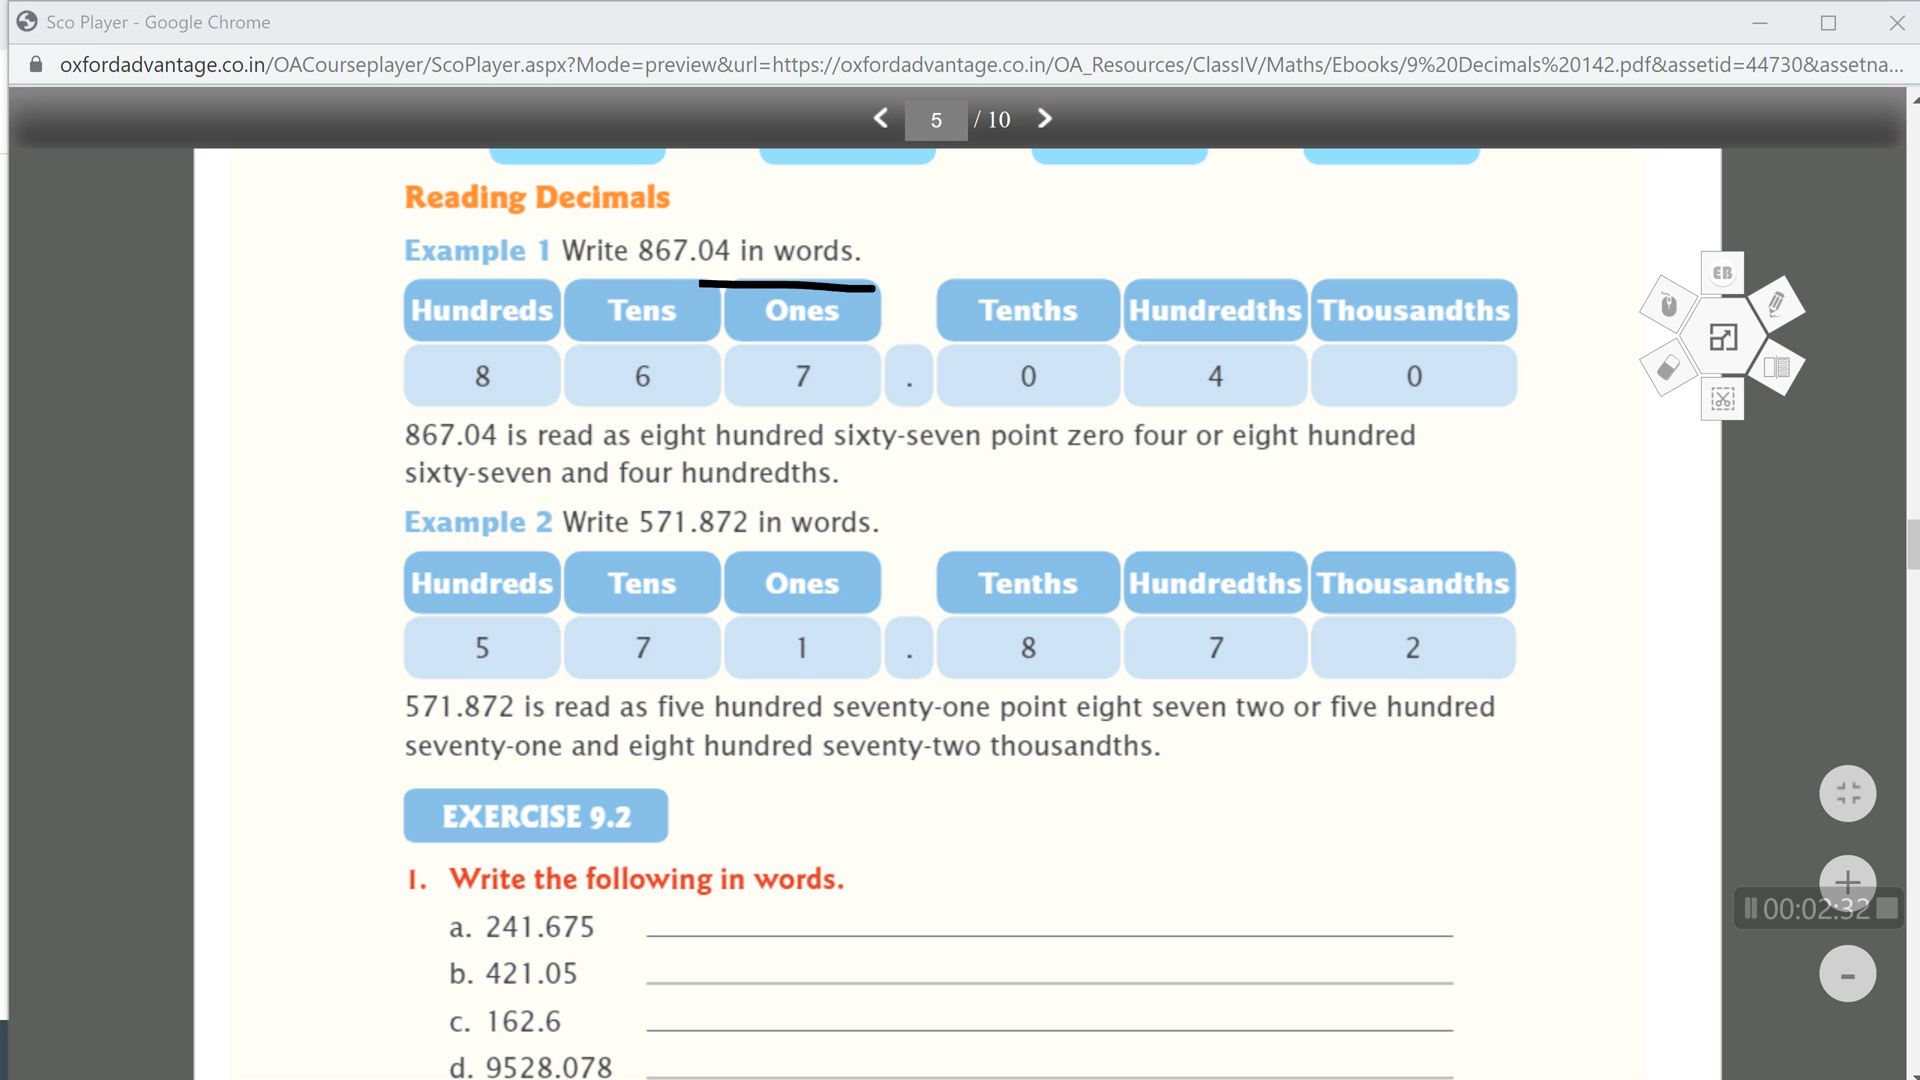 Sco Player - Google Chrome
oxfordadvantage.co.in/OACourseplayer/ScoPlayer.aspx?Mode=preview&url=https://oxfordadvantage.co.in/OA_Resources/ClassIV/Maths/Ebooks/9%20Decimals%20142.pdf&assetid=44730&assetna...
5 / 10
Reading Decimals
Example 1 Write 867.04 in words.
Hundreds Tens Ones Tenths Hundredths Thousandths
8 6 7 . 0 4 0
867.04 is read as eight hundred sixty-seven point zero four or eight hundred
sixty-seven and four hundredths.
Example 2 Write 571.872 in words.
Hundreds Tens Ones Tenths Hundredths Thousandths
5 7 1 . 8 7 2
571.872 is read as five hundred seventy-one point eight seven two or five hundred
seventy-one and eight hundred seventy-two thousandths.
EXERCISE 9.2
1. Write the following in words.
a. 241.675
b. 421.05
c. 162.6
d. 9528.078
EB
00:02:32